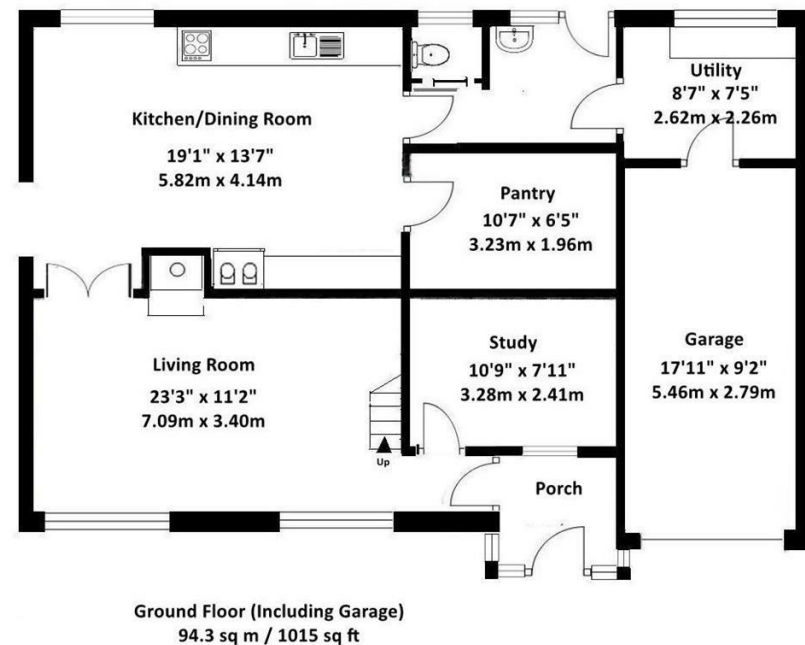 Kitchen/Dining Room
19'1" x 13'7"
5.82m x 4.14m
Utility
8'7" x 7'5"
2.62m x 2.26m
Pantry
10'7" x 6'5"
3.23m x 1.96m
Living Room
23'3" x 11'2"
7.09m x 3.40m
Up
Study
10'9" x 7'11"
3.28m x 2.41m
Garage
17'11" x 9'2"
5.46m x 2.79m
Porch
Ground Floor (Including Garage)
94.3 sq m / 1015 sq ft